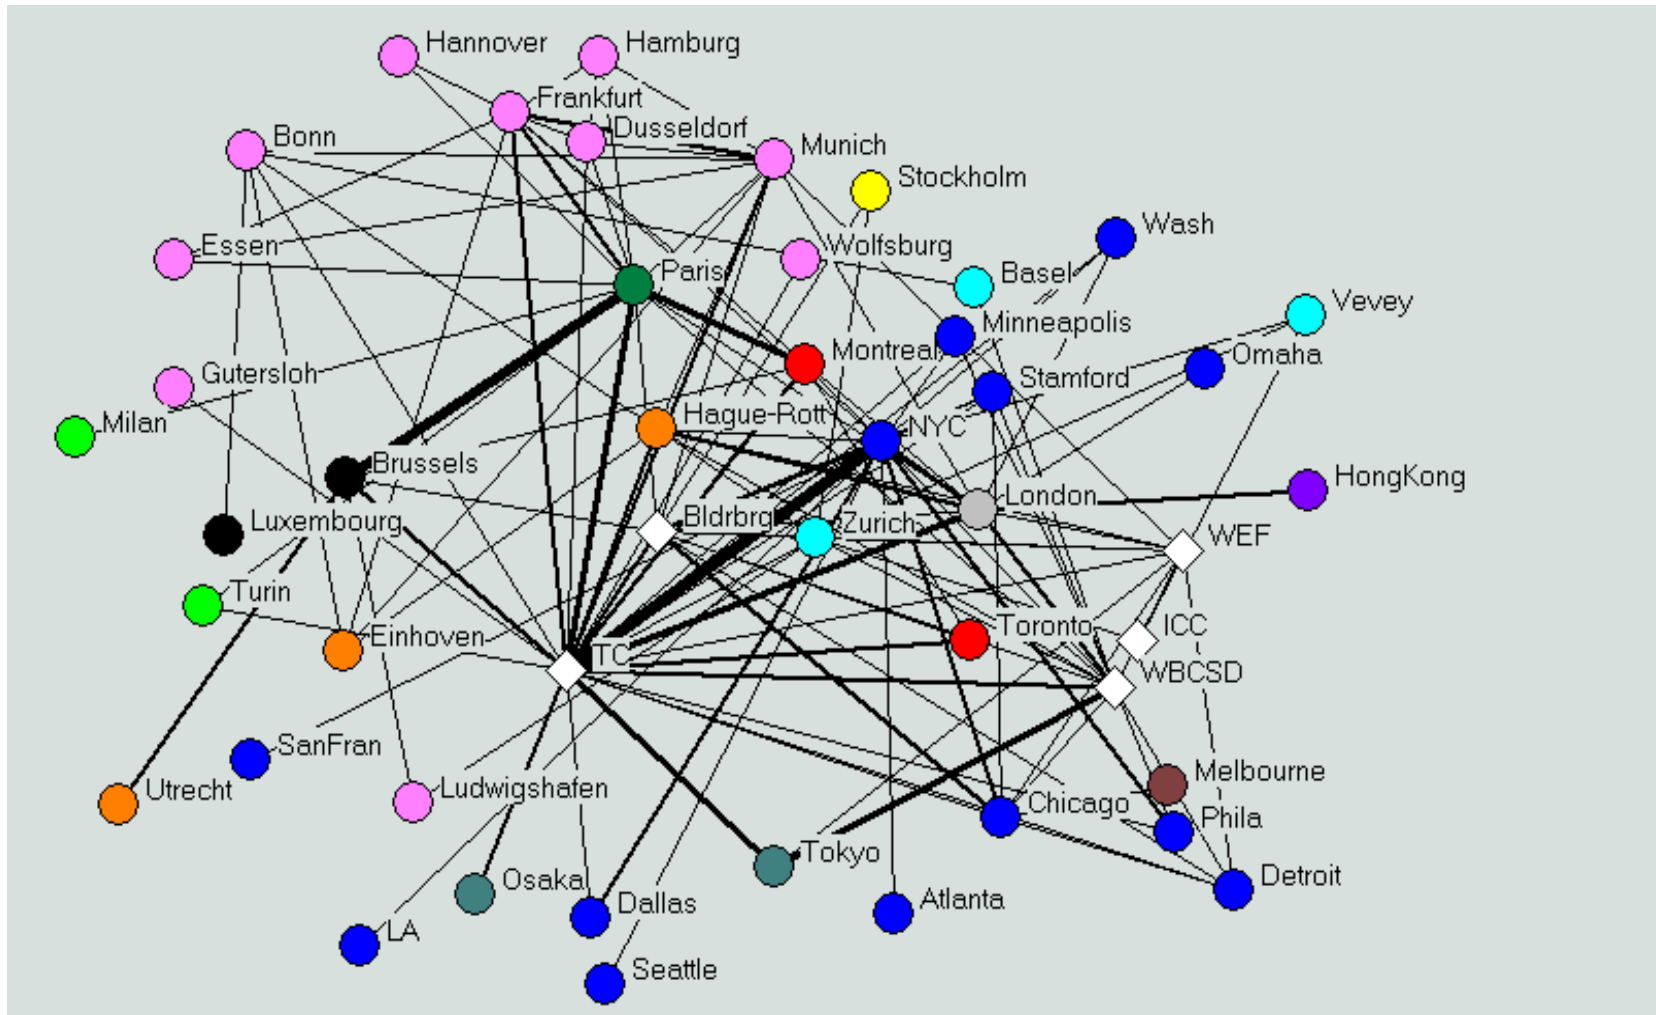 Hannover
Hamburg
Frankfurt
Dusseldorf
Bonn
Munich
Stockholm
Wash
Essen
Wolfsburg
Paris
Basel
Vevey
Minneapolis
Montreal
Omaha
Gutersloh
Stamford
Milan
Hague-Rott
NYC
Brussels
HongKong
London
Luxembourg
Bldrbrg
Zurich
WEF
Turin
Einhoven
Toronto
ICC
TC
WBCSD
SanFran
Melbourne
Utrecht
Ludwigshafen
Chicago
Phila
Tokyo
Osaka
Detroit
Dallas
Atlanta
LA
Seattle